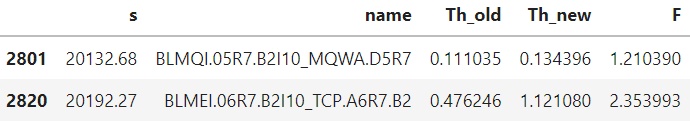 s name Th_old Th_new F
2801 20132.68 BLMQI.05R7.B2I10_MQWA.D5R7 0.111035 0.134396 1.210390
2820 20192.27 BLMEI.06R7.B2I10_TCP.A6R7.B2 0.476246 1.121080 2.353993